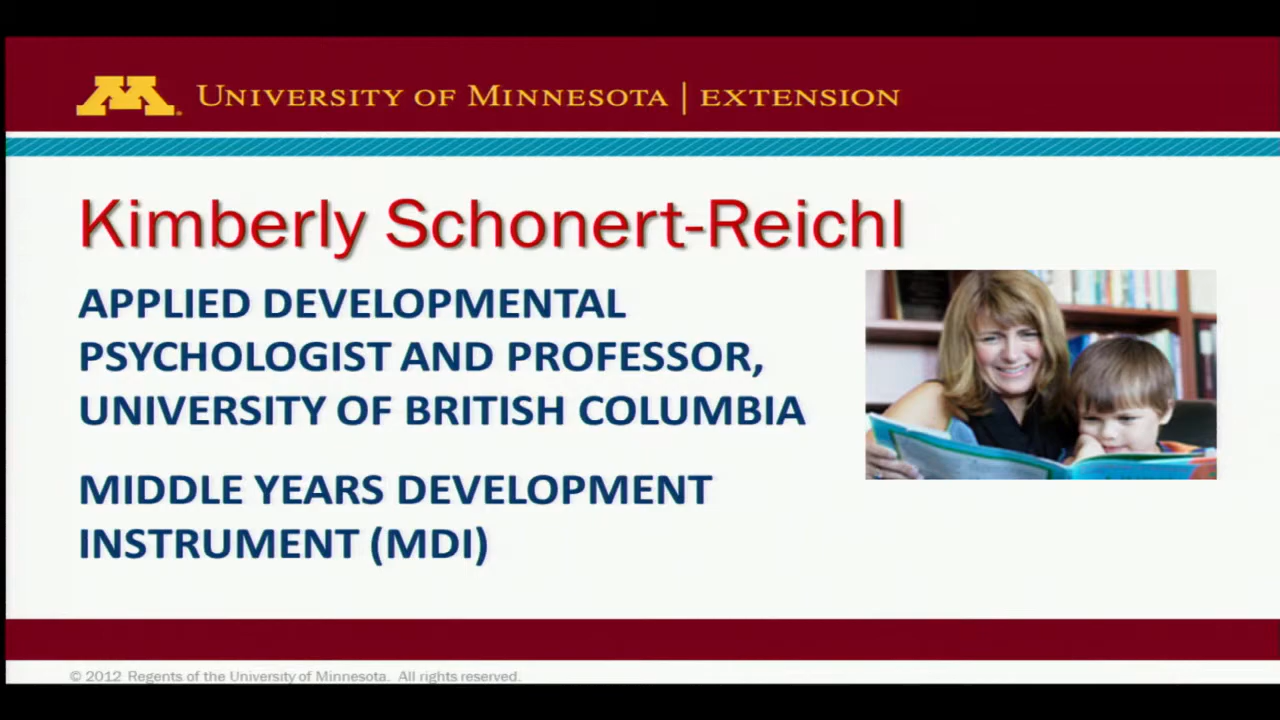 UNIVERSITY OF MINNESOTA | EXTENSION
Kimberly Schonert-Reichl
APPLIED DEVELOPMENTAL
PSYCHOLOGIST AND PROFESSOR,
UNIVERSITY OF BRITISH COLUMBIA
MIDDLE YEARS DEVELOPMENT
INSTRUMENT (MDI)
© 2012 Regents of the University of Minnesota. All rights reserved.